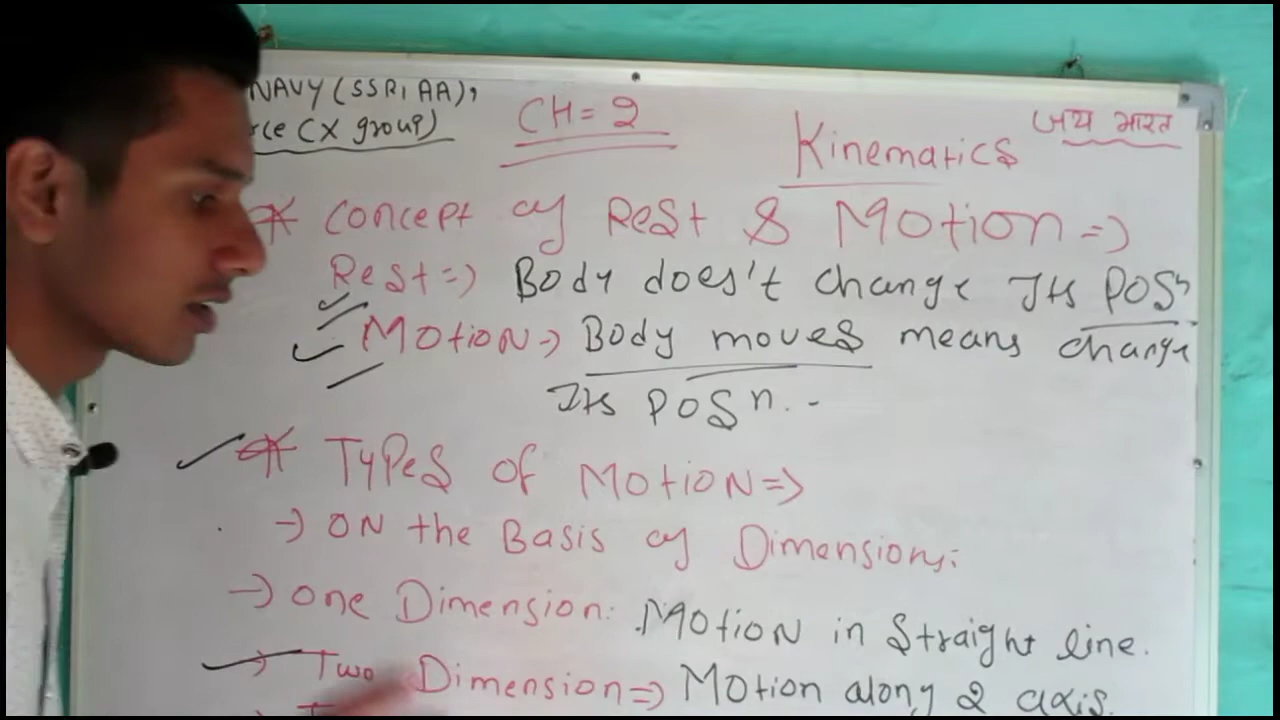 NAVY (SSR, AA),
rce (X group)
CH = 2
Kinematics
जय भारत
* Concept of Rest & Motion =>
Rest => Body doesn't change Its Posn
Motion -> Body moves means change
Its Posn. -
* Types of Motion =>
-> ON the Basis of Dimension:
-> One Dimension: Motion in Straight line.
-> Two Dimension => Motion along 2 axis.